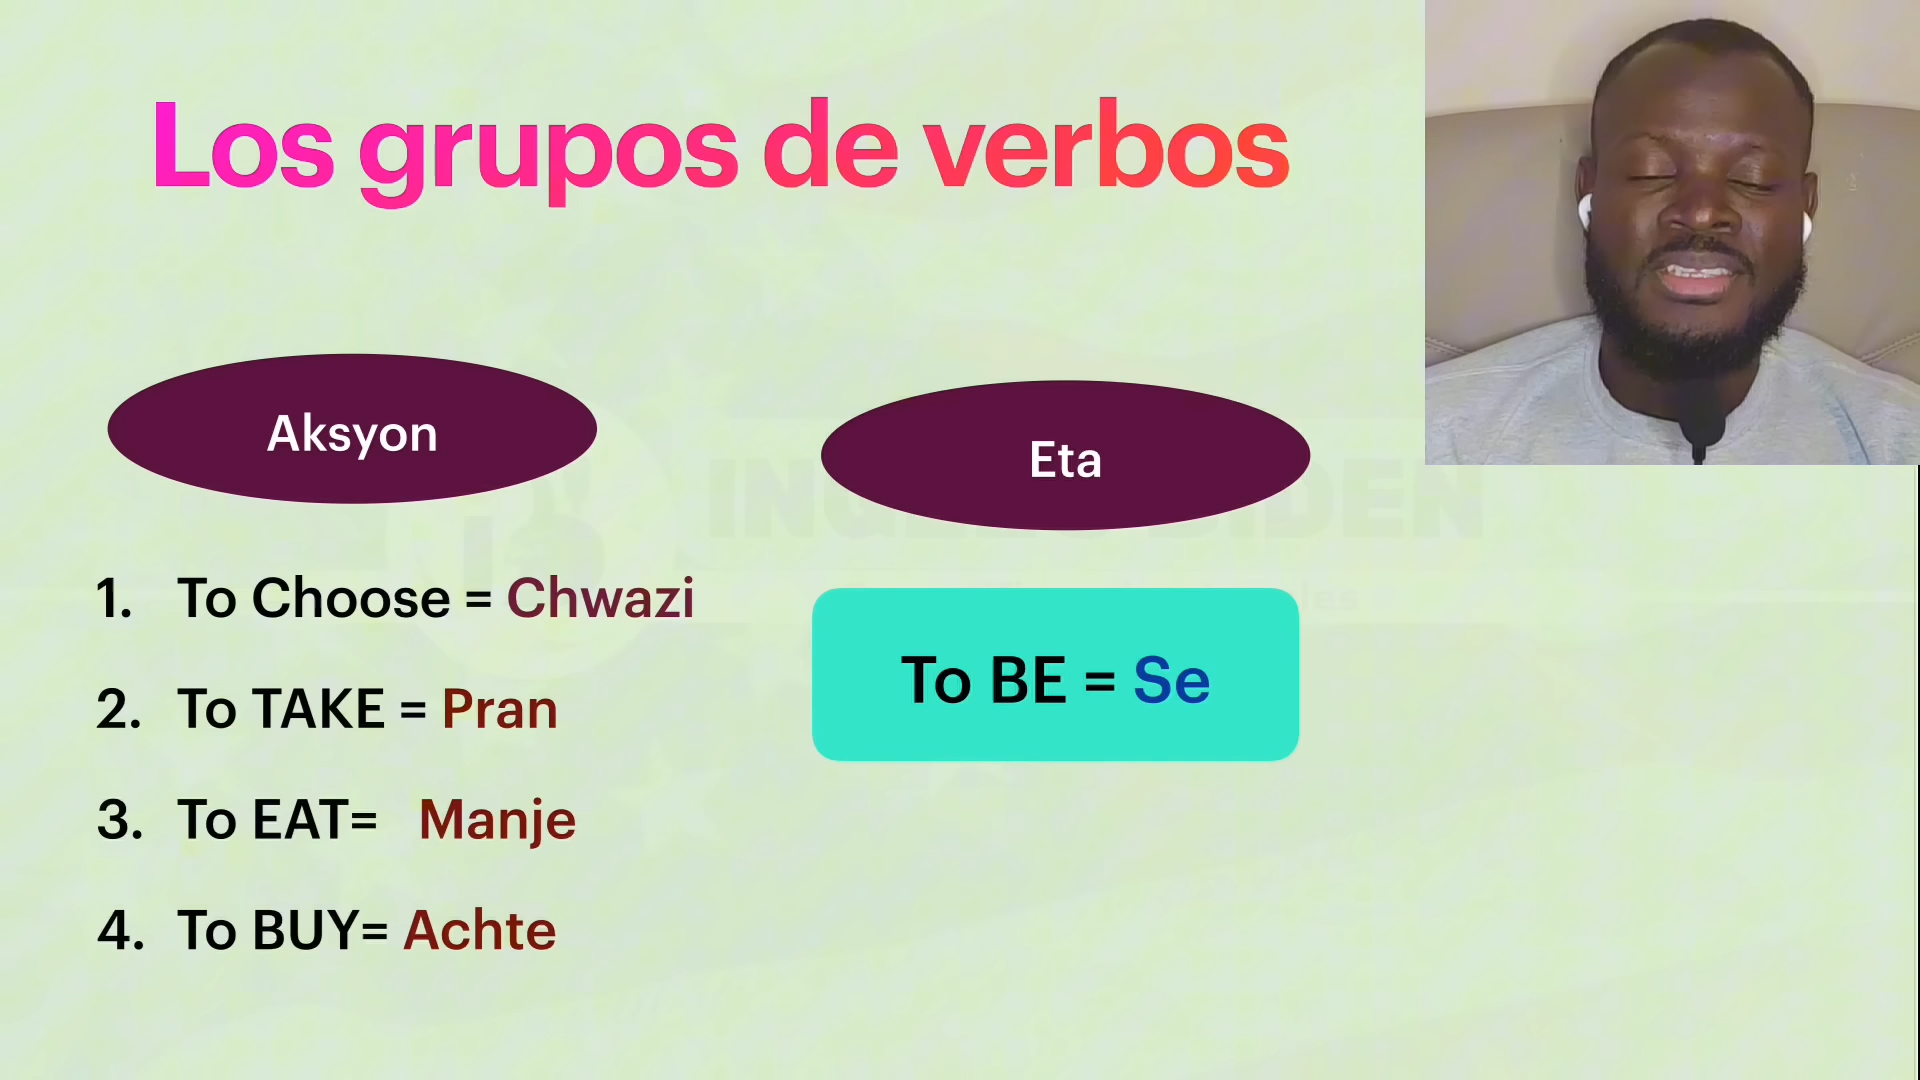 Los grupos de verbos
Aksyon
Eta
1. To Choose = Chwazi
2. To TAKE = Pran
3. To EAT= Manje
4. To BUY= Achte
To BE = Se